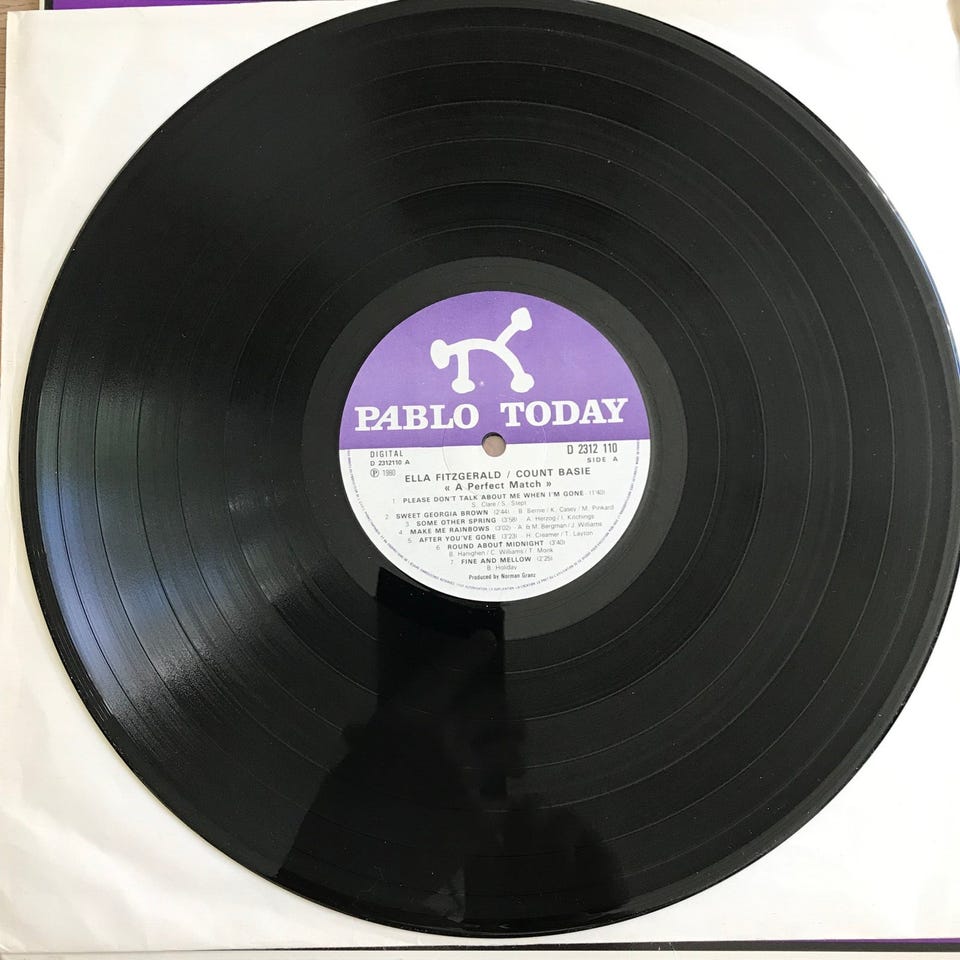 PABLO TODAY
DIGITAL
D 2312110 A
℗ 1980
D 2312 110
SIDE A
ELLA FITZGERALD / COUNT BASIE
« A Perfect Match »
1 PLEASE DON'T TALK ABOUT ME WHEN I'M GONE (1'40)
S. Clare / S. Stept
2 SWEET GEORGIA BROWN (2'44) B. Bernie / K. Casey / M. Pinkard
3 SOME OTHER SPRING (3'58) A. Herzog / I. Kitchings
4 MAKE ME RAINBOWS (3'02) A. & M. Bergman / J. Williams
5 AFTER YOU'VE GONE (3'23) H. Creamer / T. Layton
6 ROUND ABOUT MIDNIGHT (3'40)
B. Hanighen / C. Williams / T. Monk
7 FINE AND MELLOW (2'25)
B. Holiday
Produced by Norman Granz